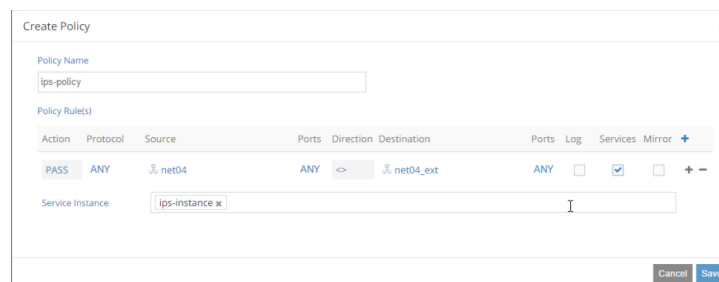 Create Policy
Policy Name
ips-policy
Policy Rule(s)
Action Protocol Source Ports Direction Destination Ports Log Services Mirror +
PASS ANY net04 ANY <> net04_ext ANY + −
Service Instance ips-instance ×
Cancel Save